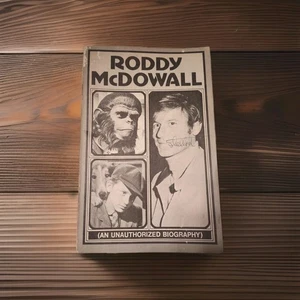 RODDY
McDOWALL
(AN UNAUTHORIZED BIOGRAPHY)